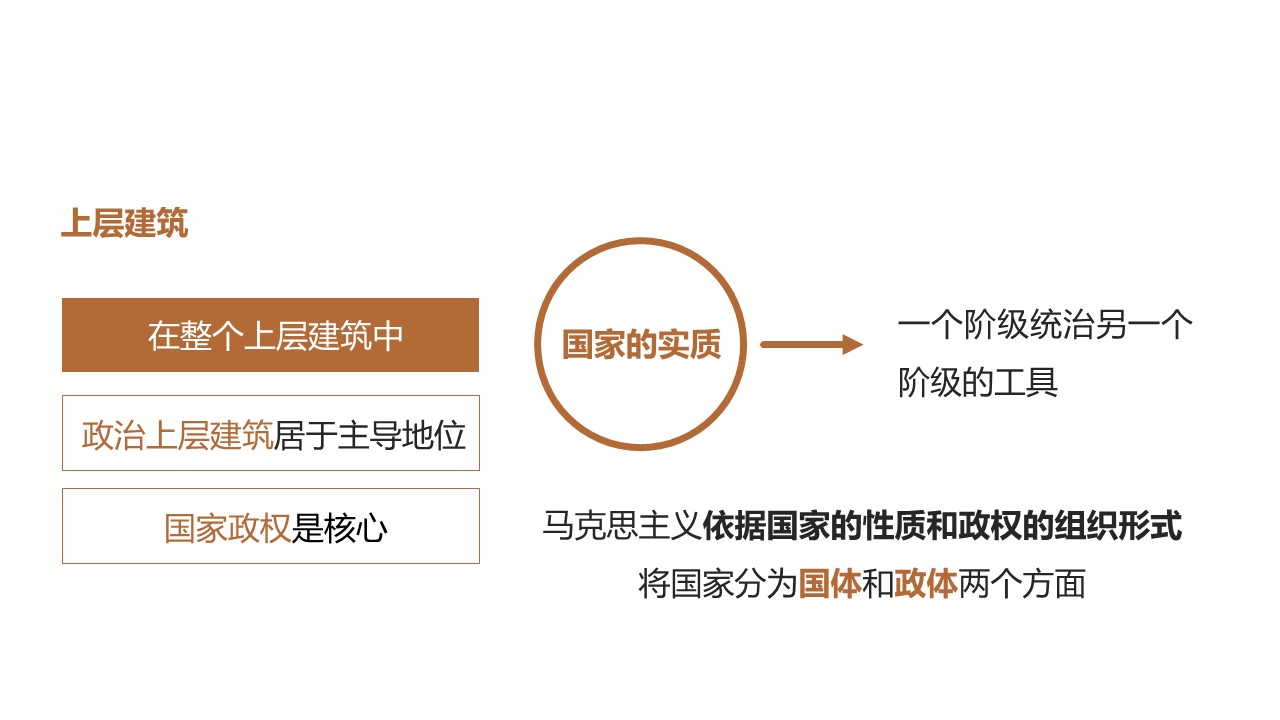 上层建筑
在整个上层建筑中
政治上层建筑居于主导地位
国家政权是核心
国家的实质
一个阶级统治另一个
阶级的工具
马克思主义依据国家的性质和政权的组织形式
将国家分为国体和政体两个方面